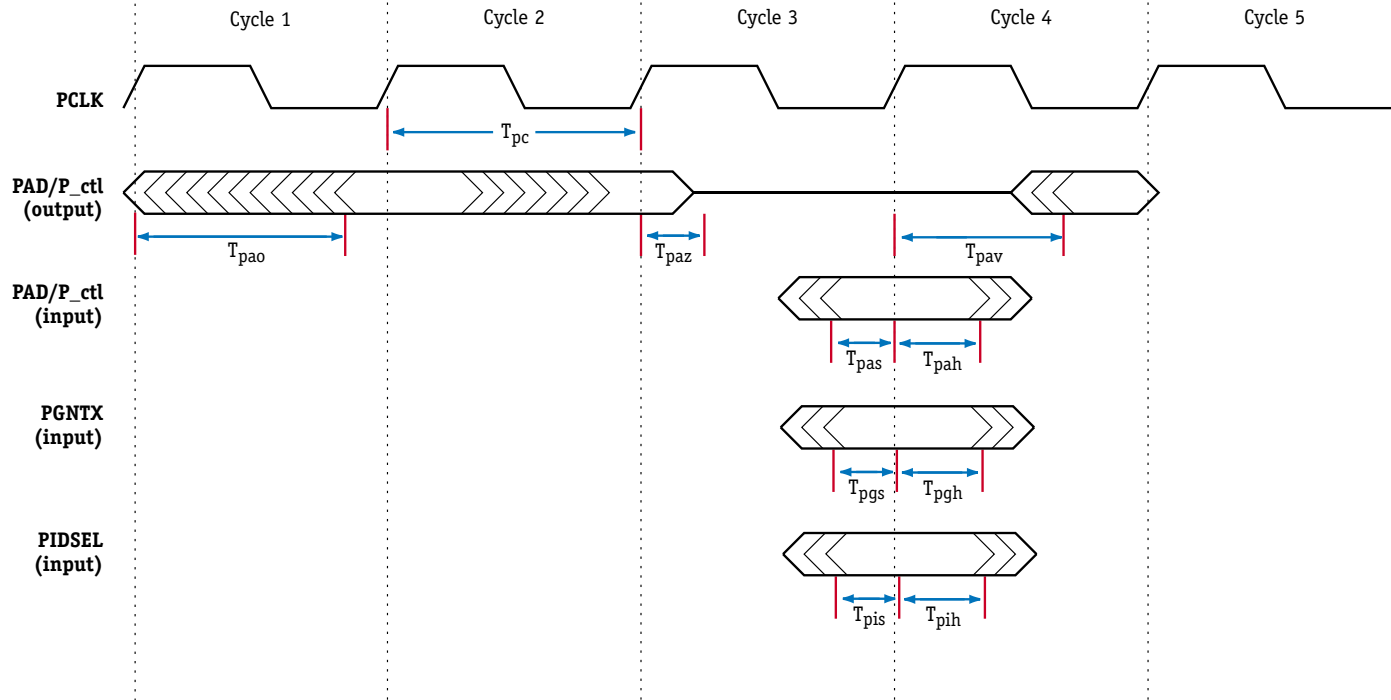 Cycle 1
Cycle 2
Cycle 3
Cycle 4
Cycle 5
PCLK
Tpc
PAD/P_ctl
(output)
Tpao
Tpaz
Tpav
PAD/P_ctl
(input)
Tpas
Tpah
PGNTX
(input)
Tpgs
Tpgh
PIDSEL
(input)
Tpis
Tpih